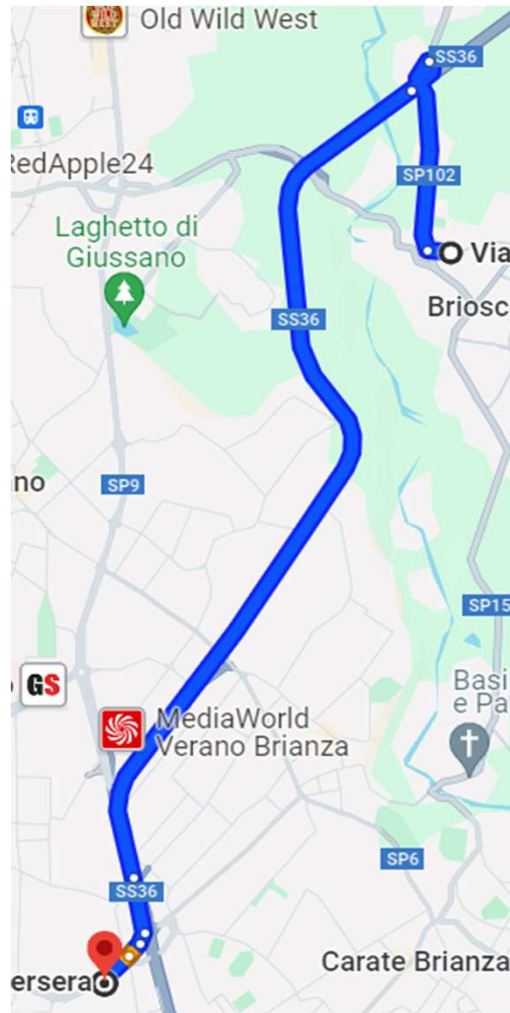 Old Wild West
SS36
RedApple24
SP102
Laghetto di
Giussano
Via
Briosc
SS36
no
SP9
SP15
GS
Basi
e Pa
MediaWorld
Verano Brianza
SP6
SS36
Carate Brianza
ersera